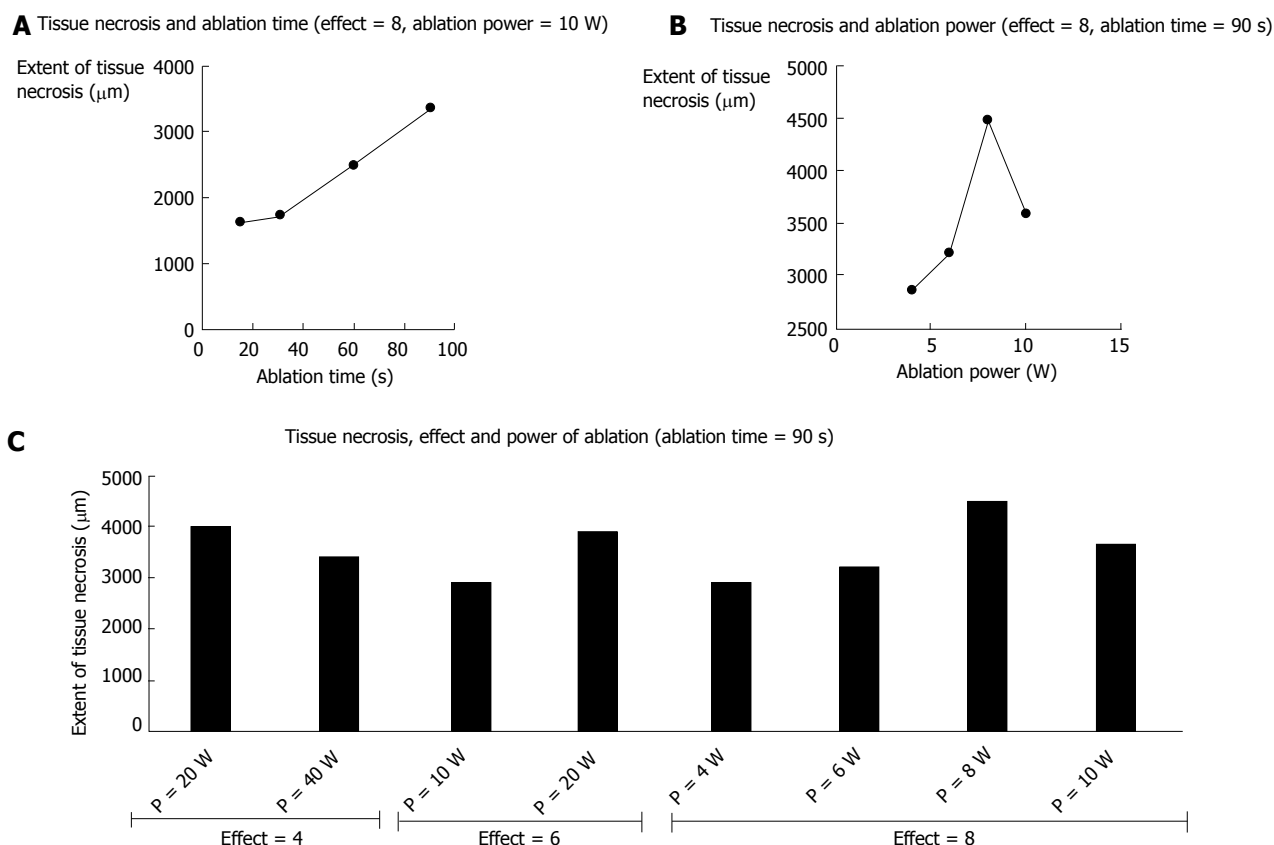 A Tissue necrosis and ablation time (effect = 8, ablation power = 10 W)
Extent of tissue
necrosis (μm)
4000
3000
2000
1000
0
0 20 40 60 80 100
Ablation time (s)
B Tissue necrosis and ablation power (effect = 8, ablation time = 90 s)
Extent of tissue
necrosis (μm)
5000
4500
4000
3500
3000
2500
0 5 10 15
Ablation power (W)
C Tissue necrosis, effect and power of ablation (ablation time = 90 s)
Extent of tissue necrosis (μm)
5000
4000
3000
2000
1000
0
P = 20 W
P = 40 W
P = 10 W
P = 20 W
P = 4 W
P = 6 W
P = 8 W
P = 10 W
Effect = 4
Effect = 6
Effect = 8